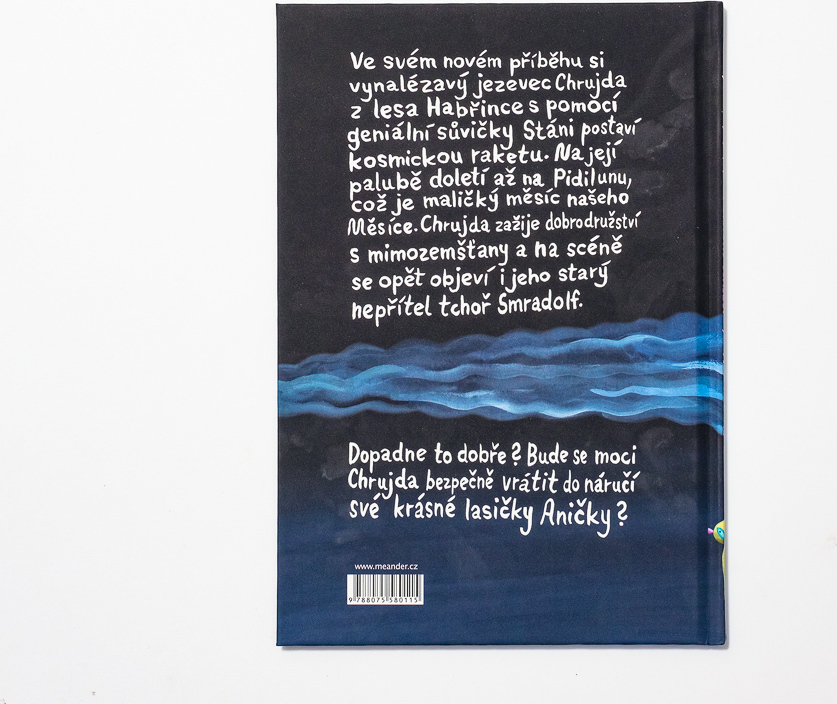 Ve svém novém příběhu si
vynalézavý jezevec Chrujda
z lesa Habřince s pomocí
geniální sůvičky Stáni postaví
kosmickou raketu. Na její
palubě doletí až na Pidilunu,
což je maličký měsíc našeho
Měsíce. Chrujda zažije dobrodružství
s mimozemšťany a na scéně
se opět objeví i jeho starý
nepřítel tchoř Smradolf.
Dopadne to dobře? Bude se moci
Chrujda bezpečně vrátit do náručí
své krásné lasičky Aničky?
www.meander.cz
9 788075 580115